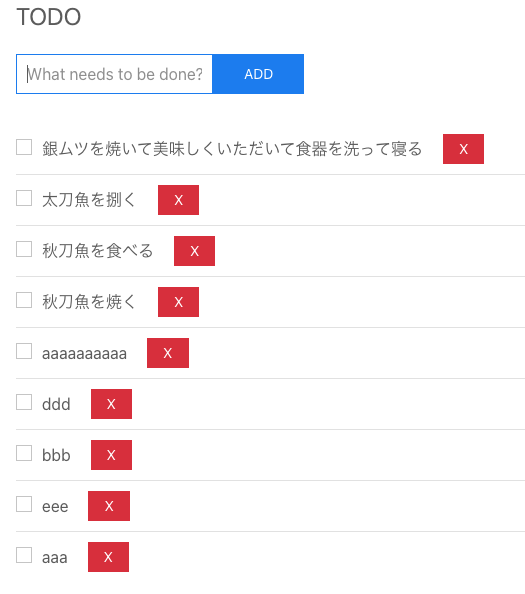 TODO
What needs to be done? ADD
銀ムツを焼いて美味しくいただいて食器を洗って寝る X
太刀魚を捌く X
秋刀魚を食べる X
秋刀魚を焼く X
aaaaaaaaaa X
ddd X
bbb X
eee X
aaa X